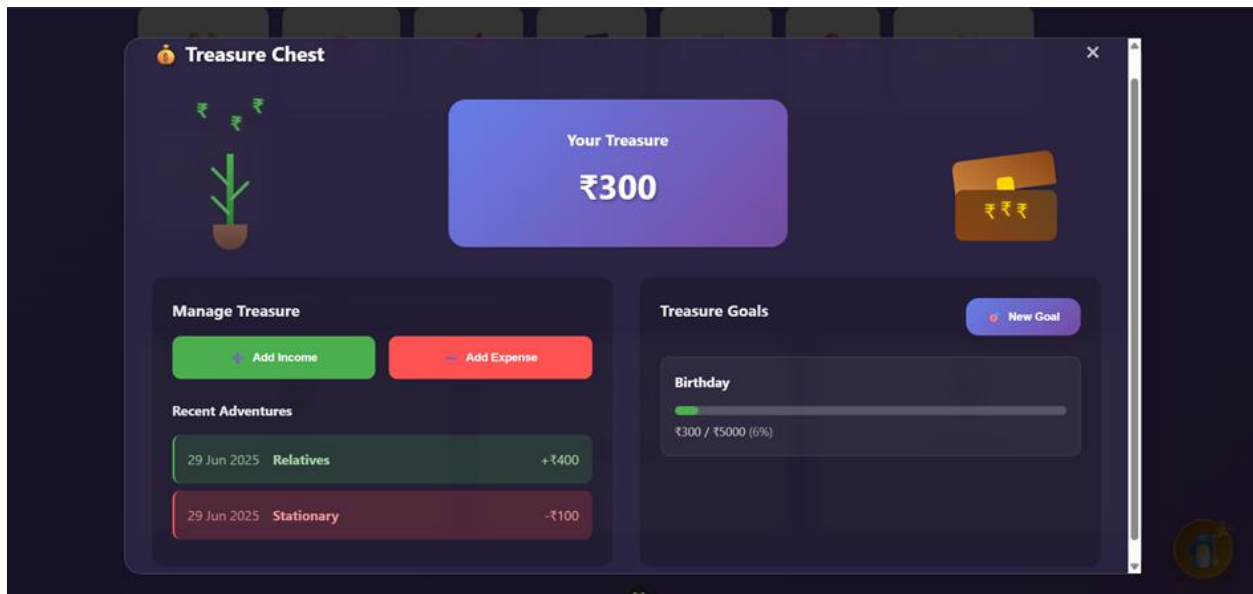 Treasure Chest
×
₹ ₹ ₹
Your Treasure
₹300
₹ ₹ ₹
Manage Treasure
Add Income
Add Expense
Recent Adventures
29 Jun 2025 Relatives +₹400
29 Jun 2025 Stationary -₹100
Treasure Goals
New Goal
Birthday
₹300 / ₹5000 (6%)